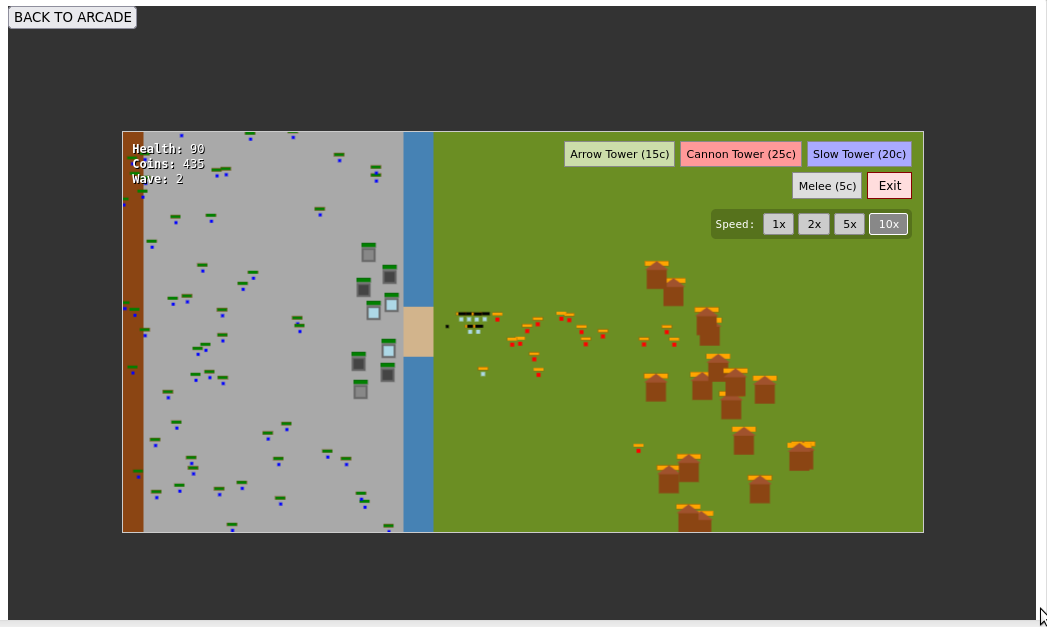 BACK TO ARCADE
Health: 90
Coins: 435
Wave: 2
Arrow Tower (15c) Cannon Tower (25c) Slow Tower (20c)
Melee (5c) Exit
Speed: 1x 2x 5x 10x